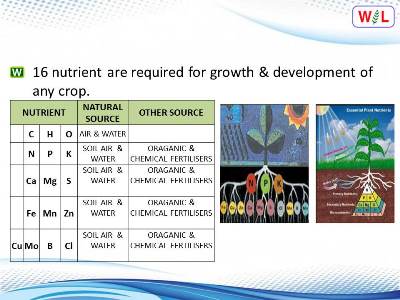 W L
W 16 nutrient are required for growth & development of
any crop.
NUTRIENT NATURAL SOURCE OTHER SOURCE
C H O AIR & WATER
N P K SOIL AIR & WATER ORAGANIC & CHEMICAL FERTILISERS
Ca Mg S SOIL AIR & WATER ORAGANIC & CHEMICAL FERTILISERS
Fe Mn Zn SOIL AIR & WATER ORAGANIC & CHEMICAL FERTILISERS
Cu Mo B Cl SOIL AIR & WATER ORAGANIC & CHEMICAL FERTILISERS
N P K
Essential Plant Nutrients